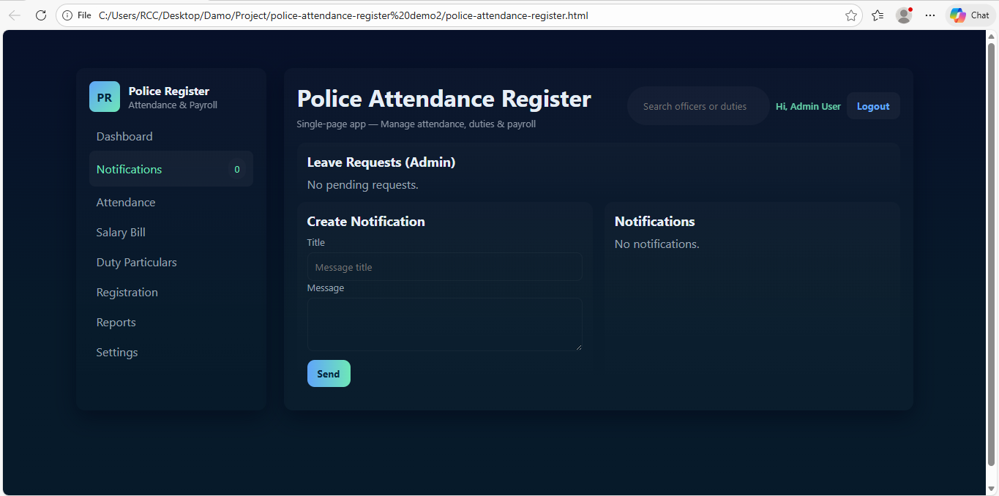 File C:/Users/RCC/Desktop/Damo/Project/police-attendance-register%20demo2/police-attendance-register.html
Chat
PR
Police Register
Attendance & Payroll
Dashboard
Notifications 0
Attendance
Salary Bill
Duty Particulars
Registration
Reports
Settings
Police Attendance Register
Single-page app — Manage attendance, duties & payroll
Search officers or duties
Hi, Admin User
Logout
Leave Requests (Admin)
No pending requests.
Create Notification
Title
Message title
Message
Send
Notifications
No notifications.